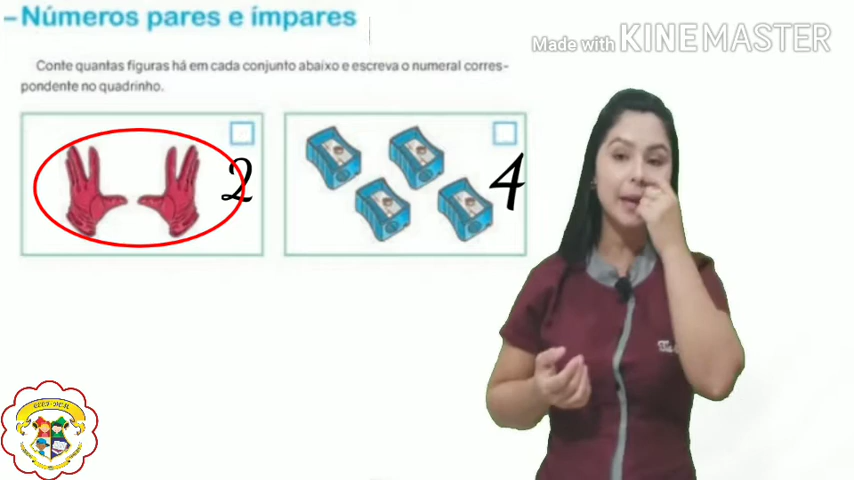 – Números pares e ímpares
Made with KINEMASTER
Conte quantas figuras há em cada conjunto abaixo e escreva o numeral corres-
pondente no quadrinho.
2
4